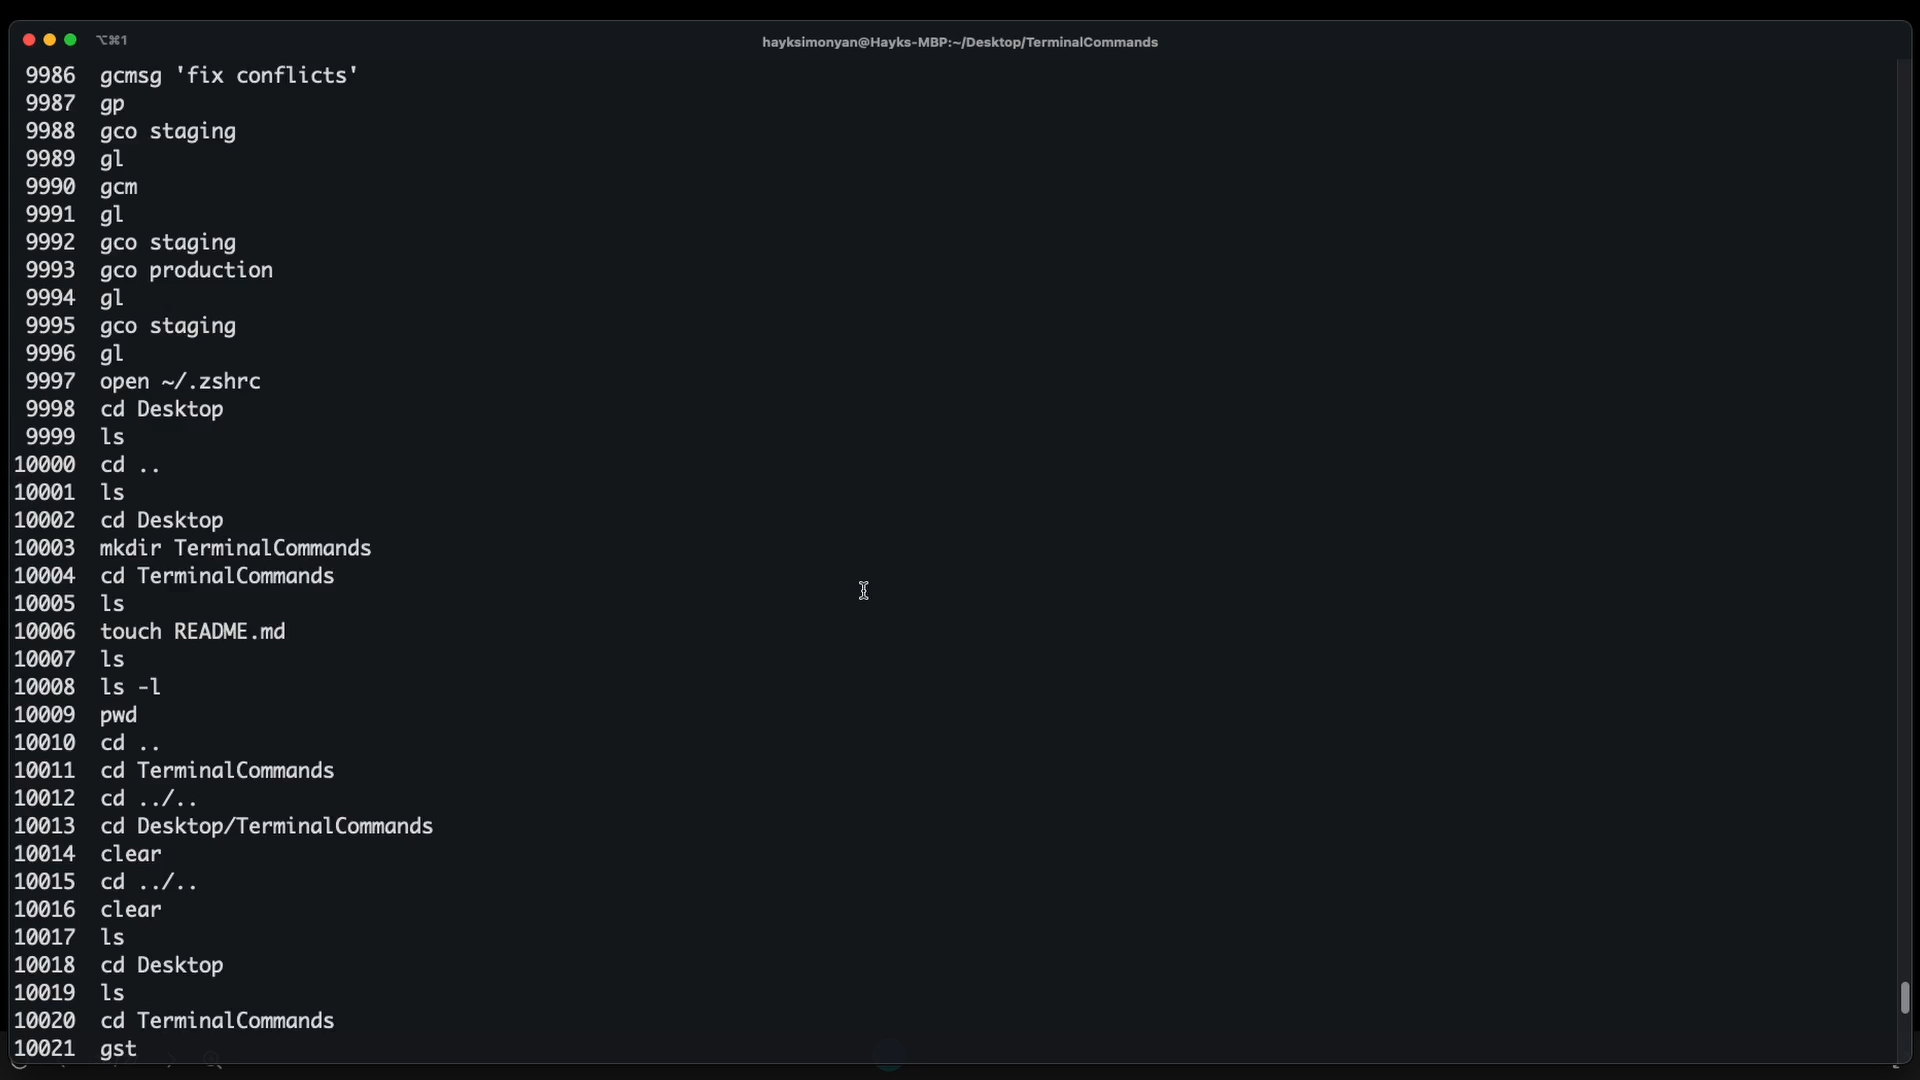 ⌥⌘1
hayksimonyan@Hayks-MBP:~/Desktop/TerminalCommands
9986 gcmsg 'fix conflicts'
9987 gp
9988 gco staging
9989 gl
9990 gcm
9991 gl
9992 gco staging
9993 gco production
9994 gl
9995 gco staging
9996 gl
9997 open ~/.zshrc
9998 cd Desktop
9999 ls
10000 cd ..
10001 ls
10002 cd Desktop
10003 mkdir TerminalCommands
10004 cd TerminalCommands
10005 ls
10006 touch README.md
10007 ls
10008 ls -l
10009 pwd
10010 cd ..
10011 cd TerminalCommands
10012 cd ../..
10013 cd Desktop/TerminalCommands
10014 clear
10015 cd ../..
10016 clear
10017 ls
10018 cd Desktop
10019 ls
10020 cd TerminalCommands
10021 gst